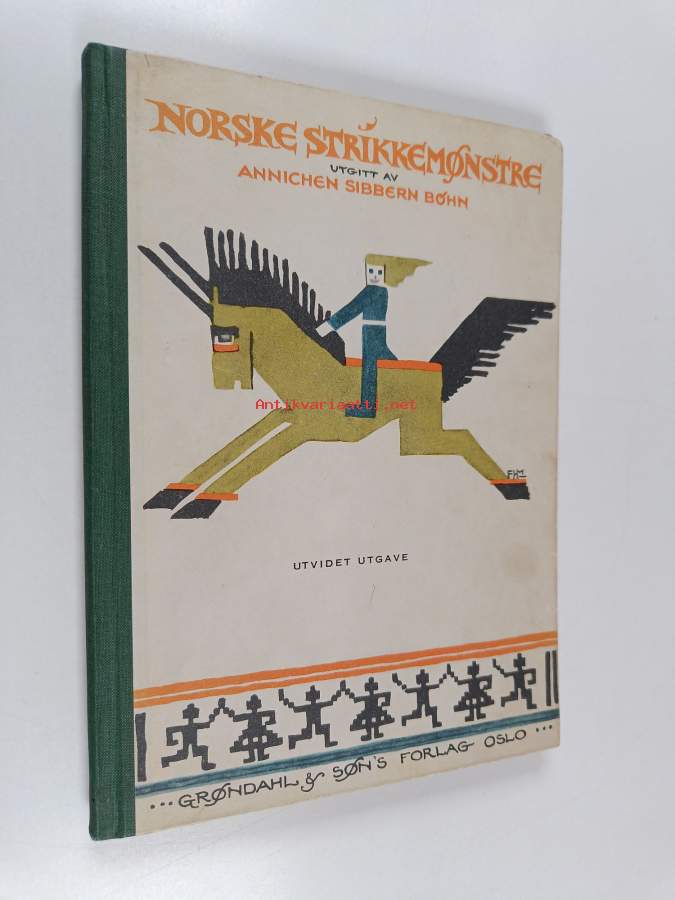 NORSKE STRIKKEMØNSTRE
UTGITT AV
ANNICHEN SIBBERN BØHN
Antikvariaatti.net
FKM
UTVIDET UTGAVE
...GRØNDAHL & SØN'S FORLAG OSLO...